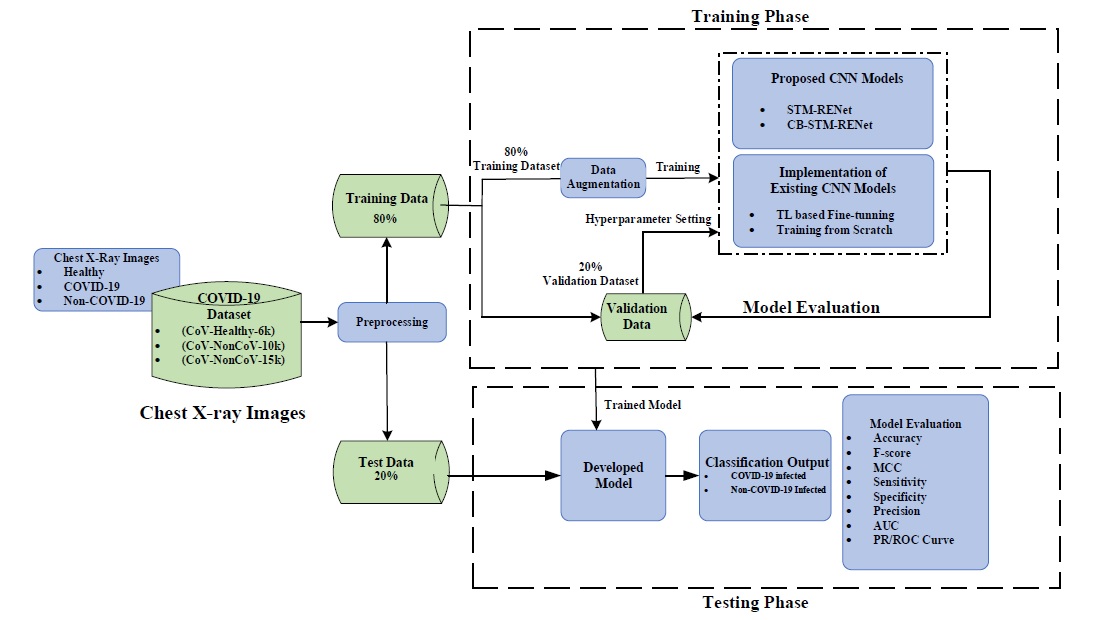 Training Phase
Proposed CNN Models
• STM-RENet
• CB-STM-RENet
80%
Training Dataset
Data
Augmentation
Training
Implementation of
Existing CNN Models
• TL based Fine-tunning
• Training from Scratch
Training Data
80%
Hyperparameter Setting
20%
Validation Dataset
Validation
Data
Model Evaluation
Chest X-Ray Images
• Healthy
• COVID-19
• Non-COVID-19
COVID-19
Dataset
• (CoV-Healthy-6k)
• (CoV-NonCoV-10k)
• (CoV-NonCoV-15k)
Preprocessing
Chest X-ray Images
Trained Model
Test Data
20%
Developed
Model
Classification Output
• COVID-19 infected
• Non-COVID-19 Infected
Model Evaluation
• Accuracy
• F-score
• MCC
• Sensitivity
• Specificity
• Precision
• AUC
• PR/ROC Curve
Testing Phase